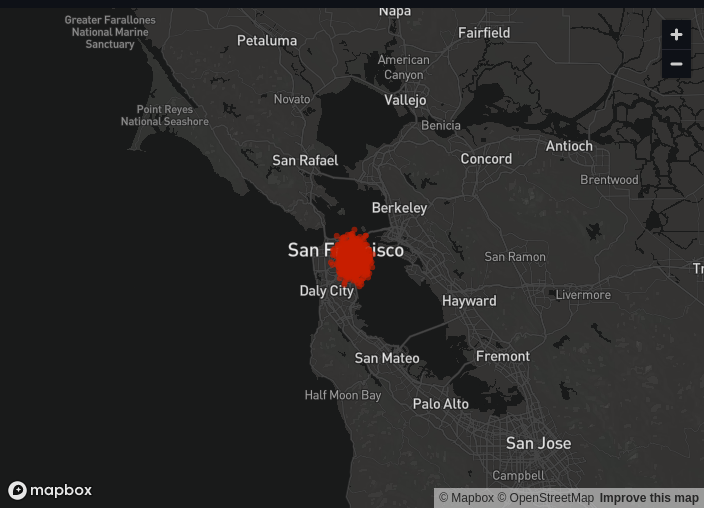 Napa
Greater Farallones
National Marine
Sanctuary
Fairfield
Petaluma
American
Canyon
Novato
Vallejo
Point Reyes
National Seashore
Benicia
Antioch
San Rafael
Concord
Brentwood
Berkeley
San F
isco
San Ramon
Daly City
Hayward
Livermore
San Mateo
Fremont
Half Moon Bay
Palo Alto
San Jose
Campbell
mapbox
© Mapbox © OpenStreetMap Improve this map